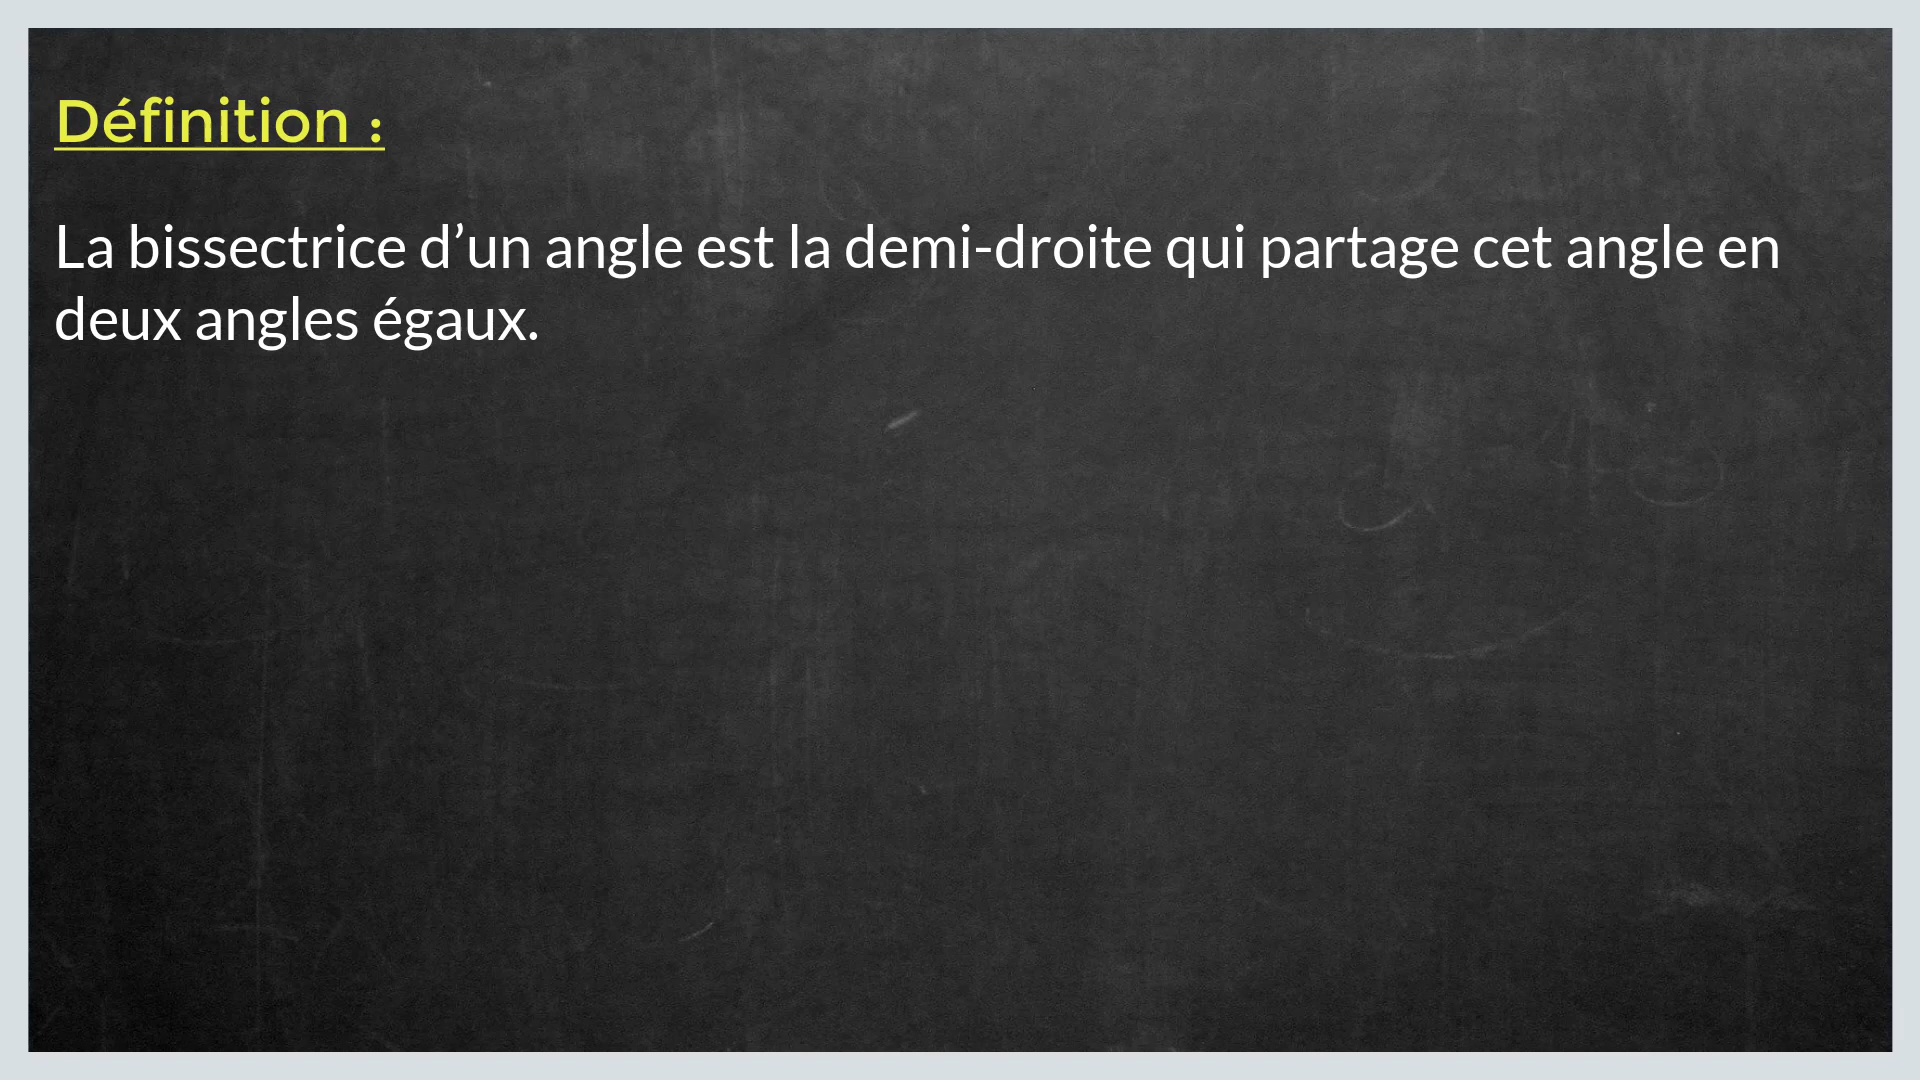 Définition :
La bissectrice d’un angle est la demi-droite qui partage cet angle en
deux angles égaux.